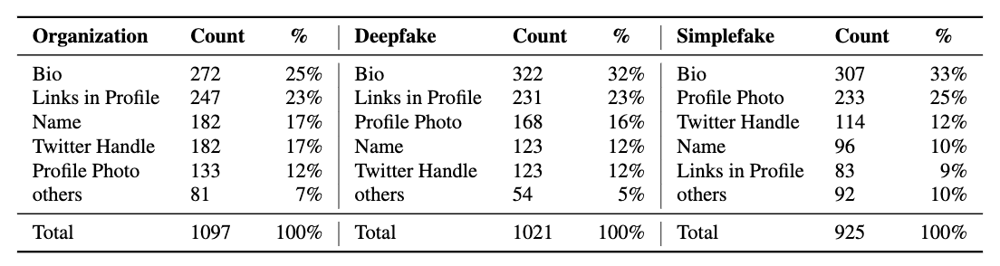 Organization Count % Deepfake Count % Simplefake Count %
Bio 272 25% Bio 322 32% Bio 307 33%
Links in Profile 247 23% Links in Profile 231 23% Profile Photo 233 25%
Name 182 17% Profile Photo 168 16% Twitter Handle 114 12%
Twitter Handle 182 17% Name 123 12% Name 96 10%
Profile Photo 133 12% Twitter Handle 123 12% Links in Profile 83 9%
others 81 7% others 54 5% others 92 10%
Total 1097 100% Total 1021 100% Total 925 100%